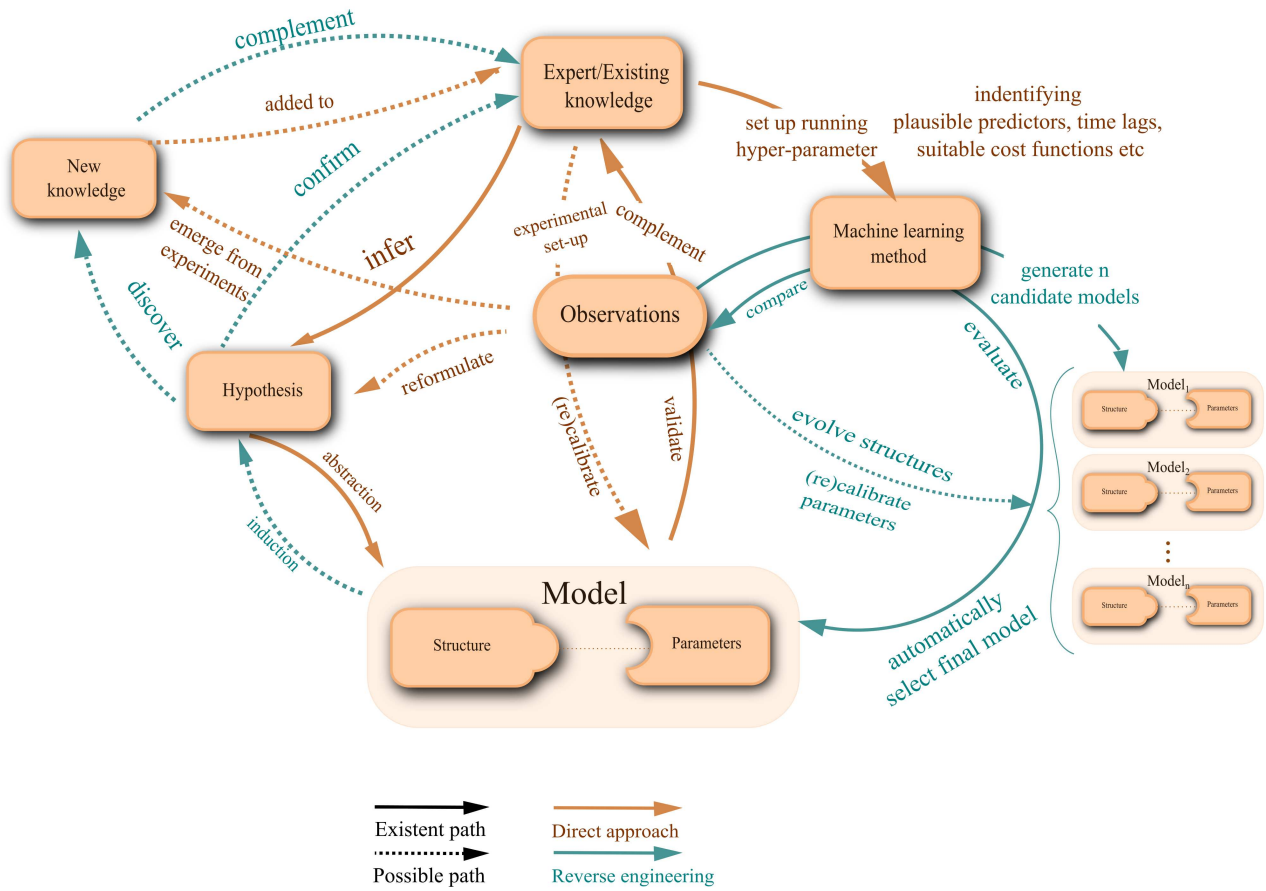 complement
Expert/Existing
knowledge
added to
indentifying
plausible predictors, time lags,
suitable cost functions etc
set up running
hyper-parameter
New
knowledge
confirm
experimental
set-up
complement
emerge from
experiments
infer
Machine learning
method
generate n
candidate models
discover
Observations
compare
evaluate
Hypothesis
reformulate
(re)calibrate
validate
evolve structures
(re)calibrate
parameters
abstraction
induction
Model1
Structure
Parameters
Model2
Structure
Parameters
Modeln
Structure
Parameters
Model
Structure
Parameters
automatically
select final model
Existent path
Direct approach
Possible path
Reverse engineering